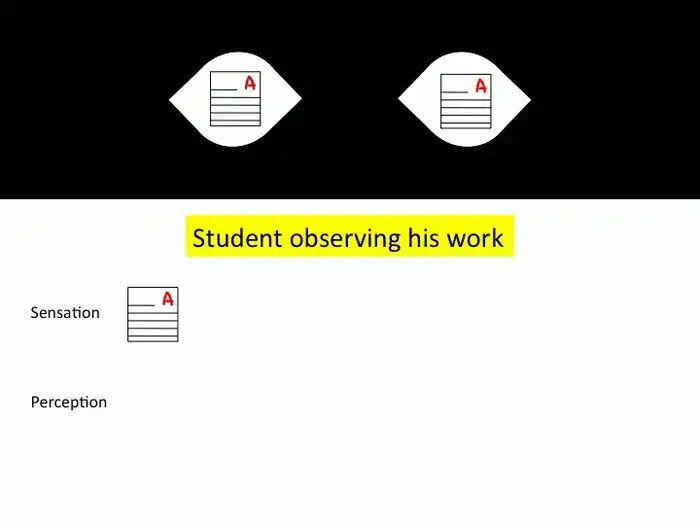 A
A
Student observing his work
Sensation
A
Perception